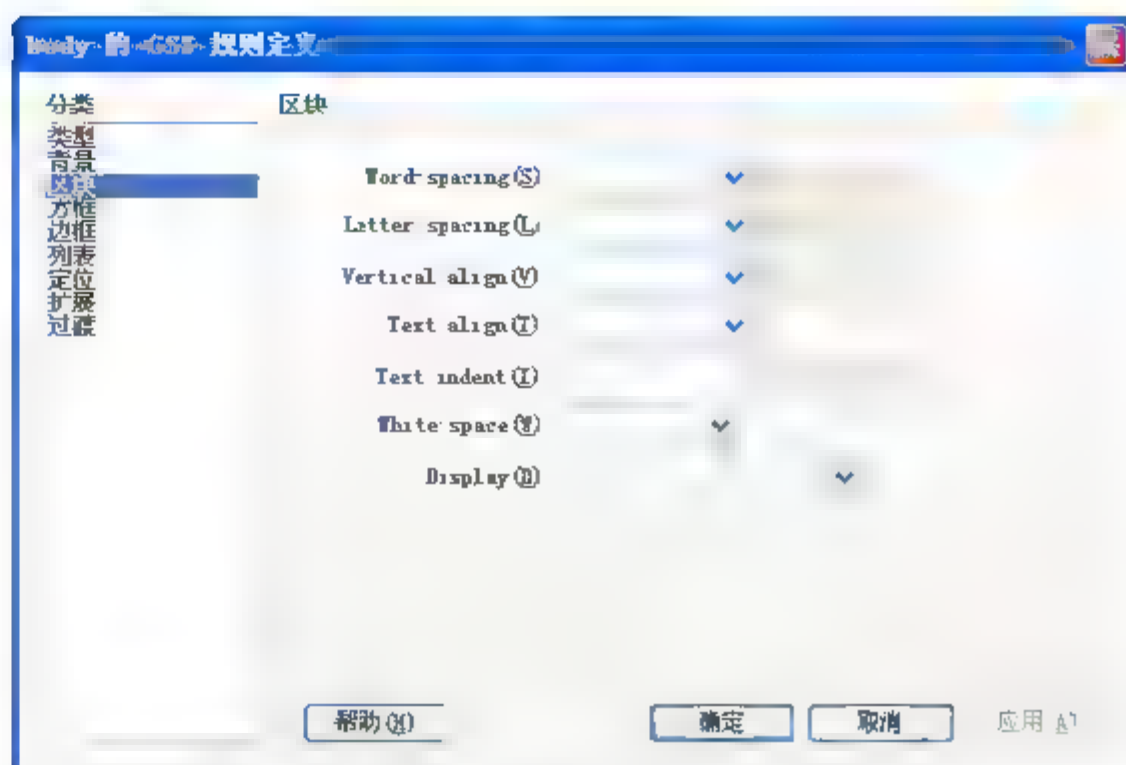 body 的 CSS 规则定义
分类
类型
背景
区块
方框
边框
列表
定位
扩展
过渡
区块
Word spacing(S)
Letter spacing(L)
Vertical align(V)
Text align(T)
Text indent(I)
White space(W)
Display(D)
帮助(H)
确定
取消
应用(A)